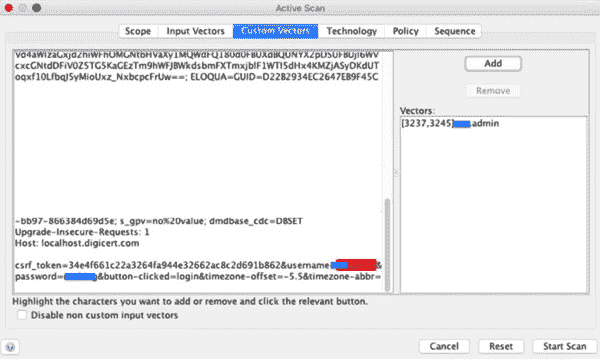 Active Scan
Scope Input Vectors Custom Vectors Technology Policy Sequence
Add
Remove
Vectors:
[3237,3245] admin
oqxf10LfbqJ5yMioUxz_NxbcpcFrUw==; ELOQUA=GUID=D22B2934EC2647EB9F45C
-bb97-866384d69d5e; s_gpv=no%20value; dmdbase_cdc=DBSET
Upgrade-Insecure-Requests: 1
Host: localhost.digicert.com
csrf_token=34e4f661c22a3264fa944e32662ac8c2d691b862&username= &
password= &button-clicked=login&timezone-offset=-5.5&timezone-abbr=
Highlight the characters you want to add or remove and click the relevant button.
Disable non custom input vectors
Cancel Reset Start Scan